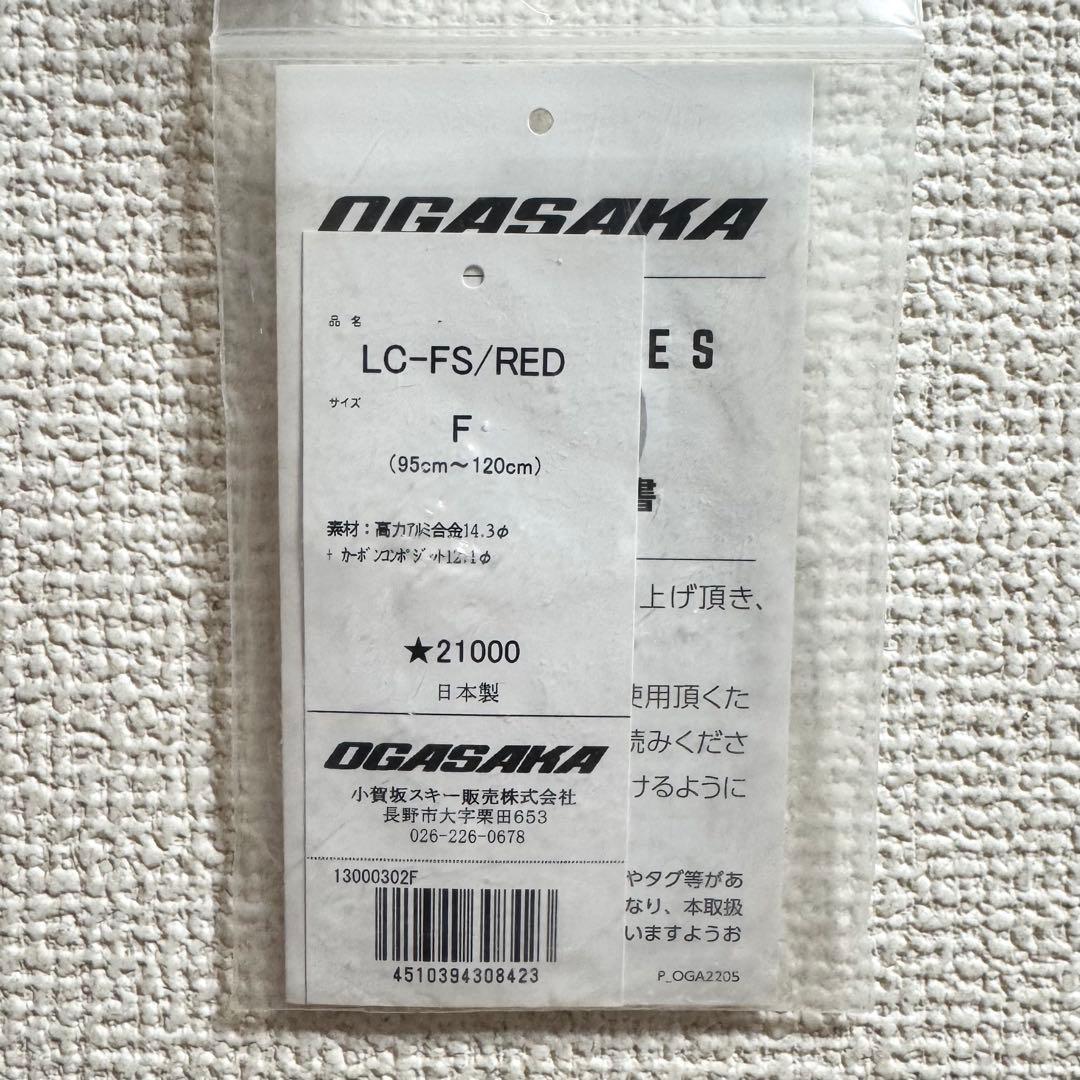 OGASAKA
品名
LC-FS/RED
サイズ
F
(95cm～120cm)
素材：高力アルミ合金14.3φ
+ カーボンコンポジット12.1φ
★21000
日本製
OGASAKA
小賀坂スキー販売株式会社
長野市大字栗田653
026-226-0678
13000302F
4510394308423
ES
書
上げ頂き、
使用頂くた
読みくださ
けるように
やタグ等があ
なり、本取扱
いますようお
P_OGA2205